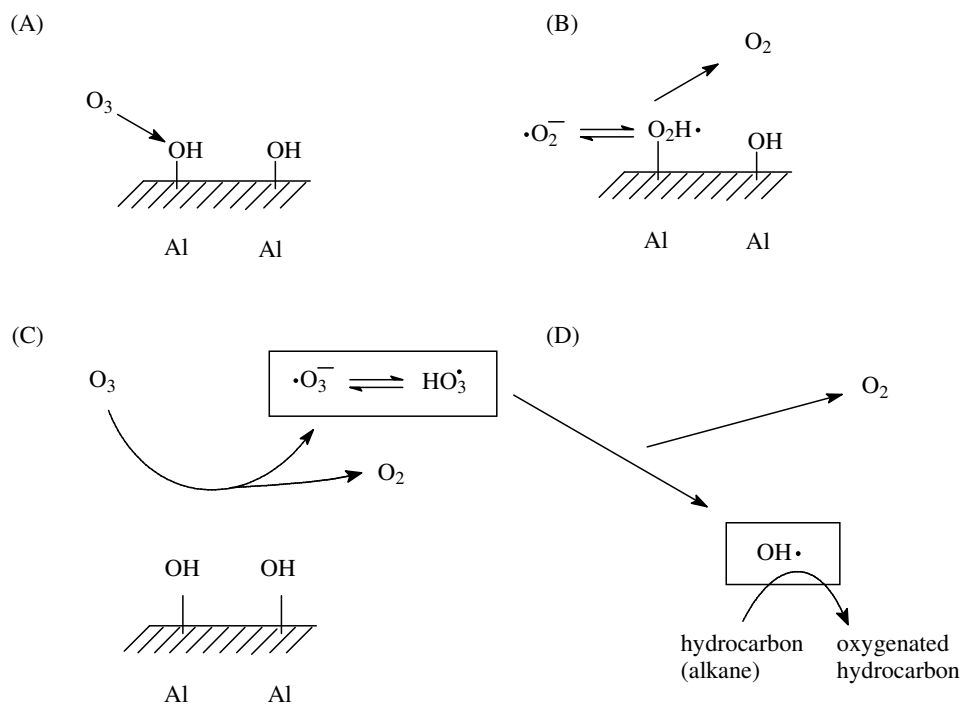 (A)
O3
OH OH
Al Al
(B)
O2
•O2− ⇌ O2H•
OH
Al Al
(C)
O3
•O3− ⇌ HO3•
O2
OH OH
Al Al
(D)
O2
OH•
hydrocarbon
(alkane)
oxygenated
hydrocarbon